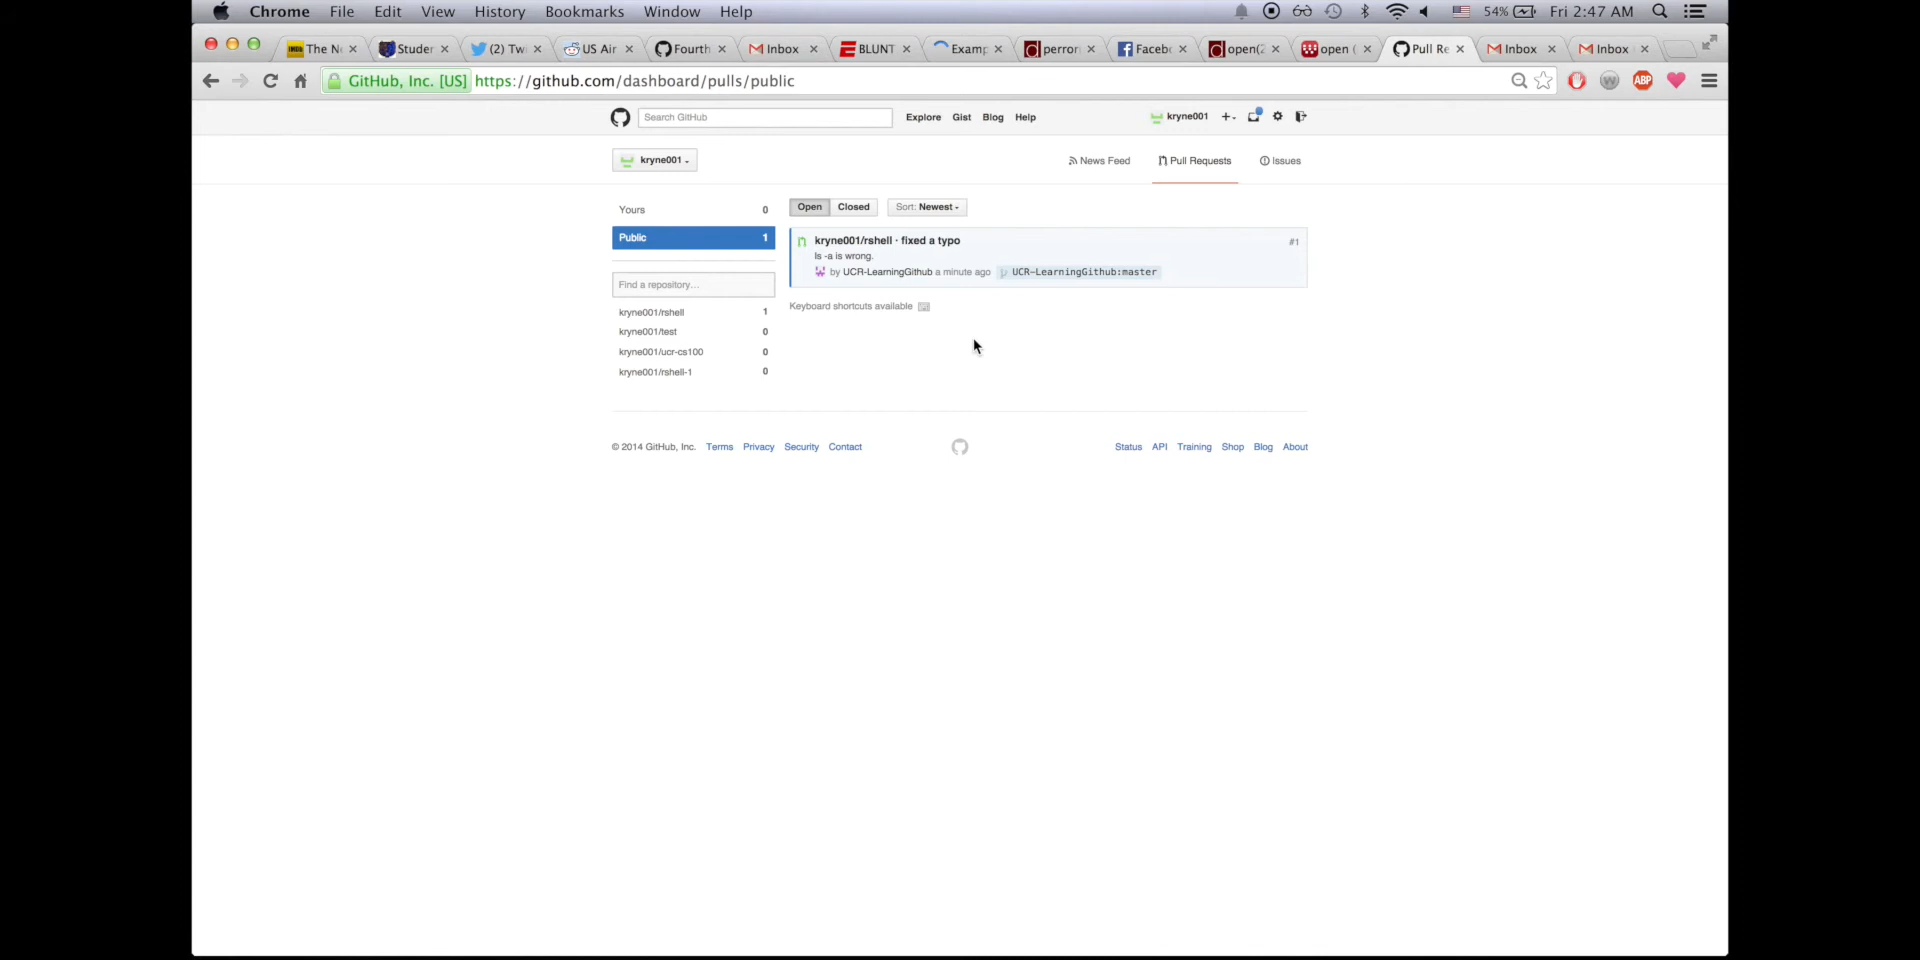 Chrome File Edit View History Bookmarks Window Help 54% Fri 2:47 AM
The N Studer (2) Twi US Air Fourth Inbox BLUNT Examp perror Facebo open(2 open ( Pull Re Inbox Inbox
GitHub, Inc. [US] https://github.com/dashboard/pulls/public ABP
Search GitHub Explore Gist Blog Help kryne001
kryne001 News Feed Pull Requests Issues
Yours 0
Public 1
Find a repository...
kryne001/rshell 1
kryne001/test 0
kryne001/ucr-cs100 0
kryne001/rshell-1 0
Open Closed Sort: Newest
kryne001/rshell · fixed a typo #1
ls -a is wrong.
by UCR-LearningGithub a minute ago UCR-LearningGithub:master
Keyboard shortcuts available
© 2014 GitHub, Inc. Terms Privacy Security Contact Status API Training Shop Blog About